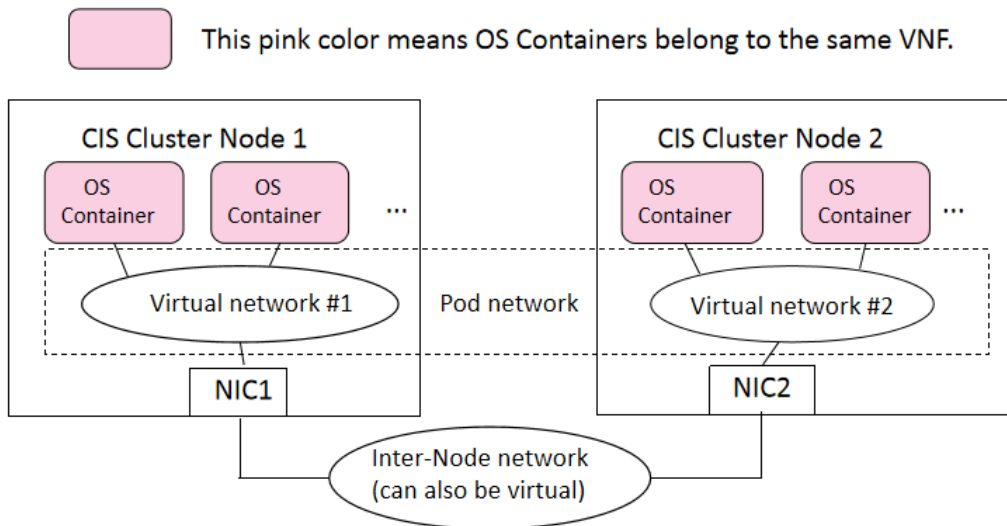 This pink color means OS Containers belong to the same VNF.
CIS Cluster Node 1
OS
Container
OS
Container
...
CIS Cluster Node 2
OS
Container
OS
Container
...
Virtual network #1
Pod network
Virtual network #2
NIC1
NIC2
Inter-Node network
(can also be virtual)